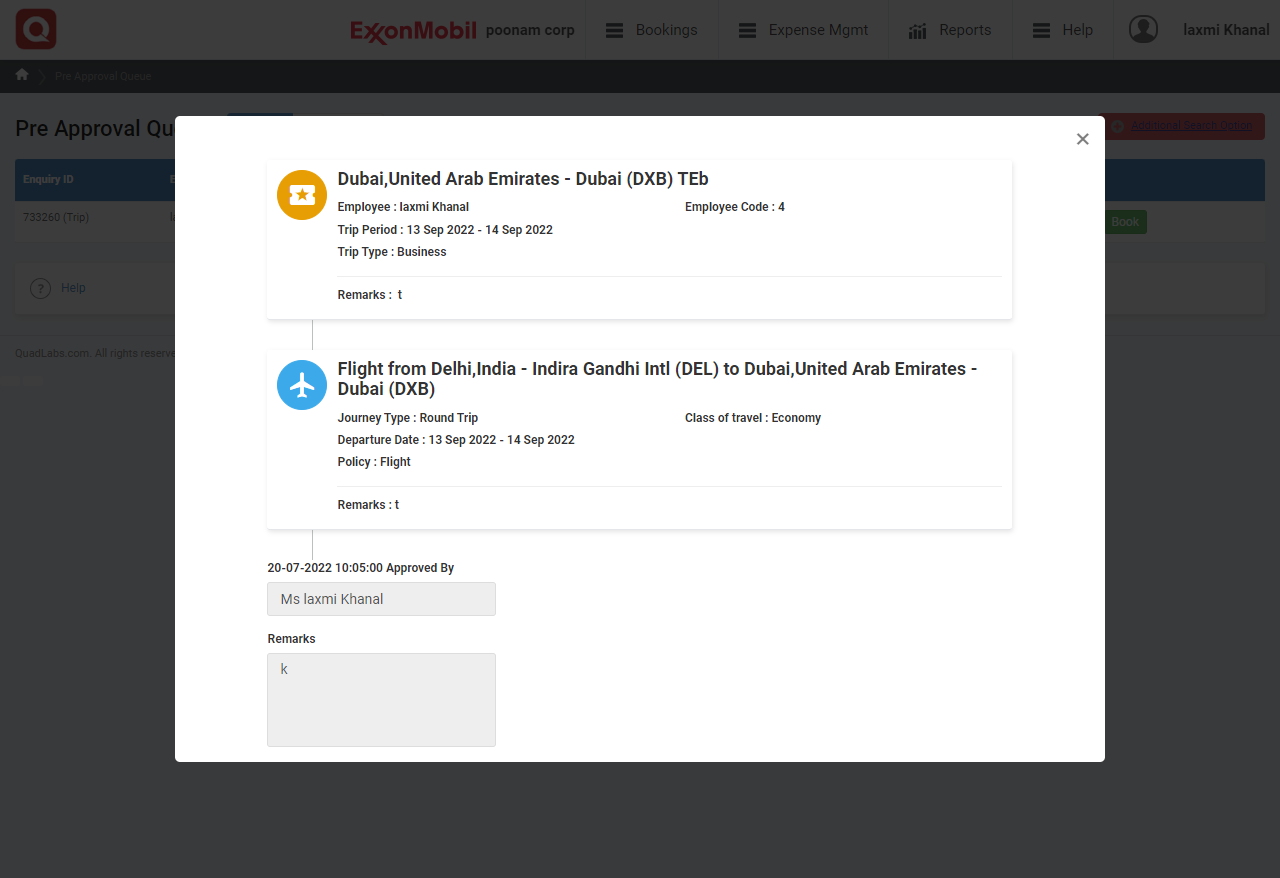 ExxonMobil poonam corp Bookings Expense Mgmt Reports Help laxmi Khanal
Pre Approval Queue
Pre Approval Qu
Additional Search Option
Enquiry ID
733260 (Trip)
Book
? Help
QuadLabs.com. All rights reserve
×
Dubai,United Arab Emirates - Dubai (DXB) TEb
Employee : laxmi Khanal Employee Code : 4
Trip Period : 13 Sep 2022 - 14 Sep 2022
Trip Type : Business
Remarks : t
Flight from Delhi,India - Indira Gandhi Intl (DEL) to Dubai,United Arab Emirates -
Dubai (DXB)
Journey Type : Round Trip Class of travel : Economy
Departure Date : 13 Sep 2022 - 14 Sep 2022
Policy : Flight
Remarks : t
20-07-2022 10:05:00 Approved By
Ms laxmi Khanal
Remarks
k